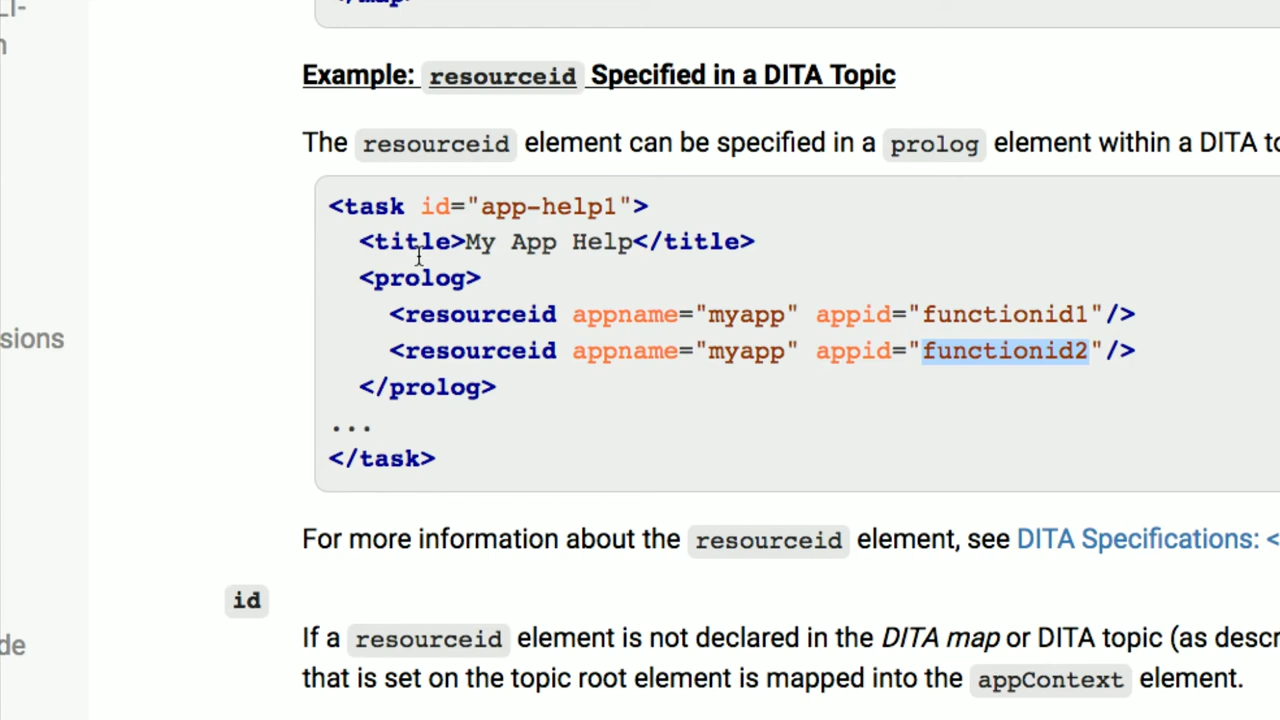 Example: resourceid Specified in a DITA Topic
The resourceid element can be specified in a prolog element within a DITA
<task id="app-help1">
<title>My App Help</title>
<prolog>
<resourceid appname="myapp" appid="functionid1"/>
<resourceid appname="myapp" appid="functionid2"/>
</prolog>
...
</task>
sions
For more information about the resourceid element, see DITA Specifications: <
id
If a resourceid element is not declared in the DITA map or DITA topic (as
de
that is set on the topic root element is mapped into the appContext element.